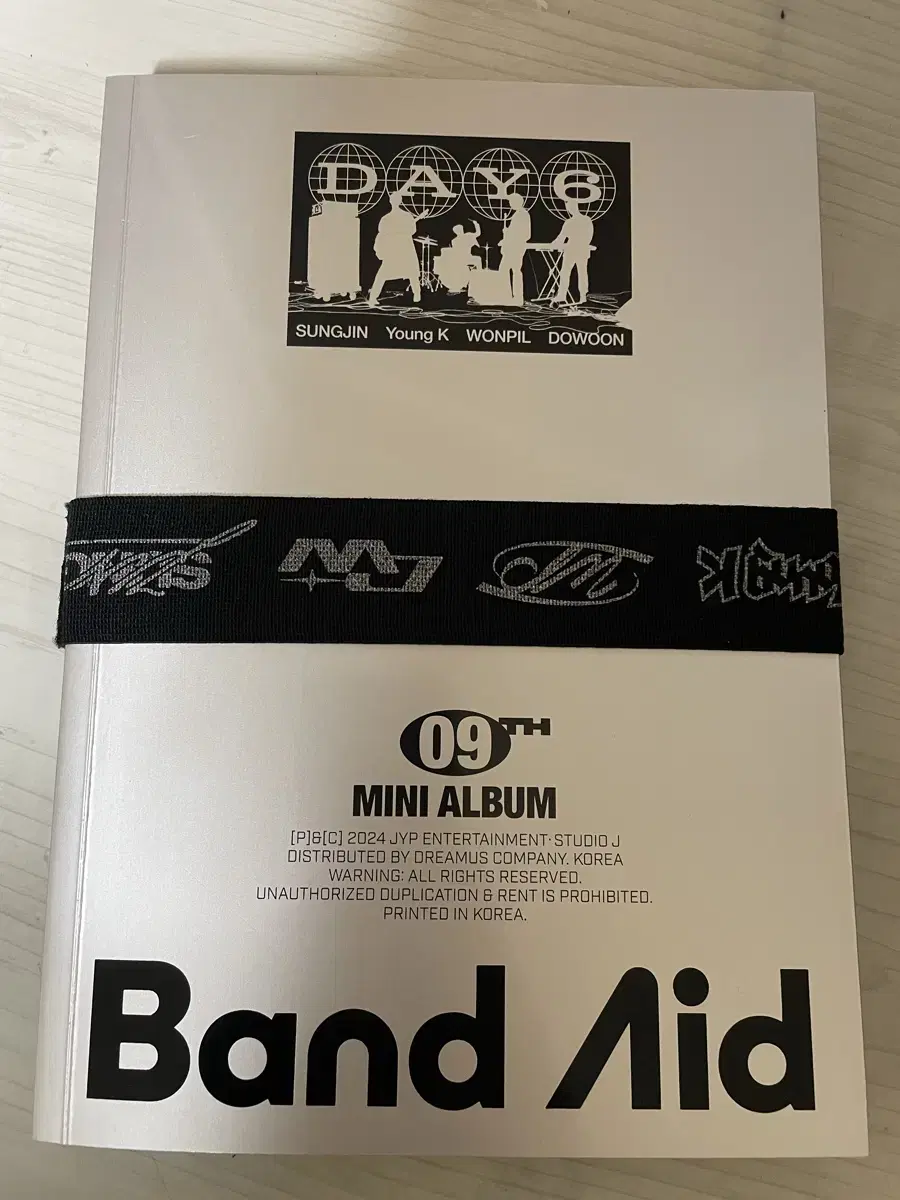 DAY6
SUNGJIN Young K WONPIL DOWOON
09TH
MINI ALBUM
[P]&[C] 2024 JYP ENTERTAINMENT·STUDIO J
DISTRIBUTED BY DREAMUS COMPANY. KOREA
WARNING: ALL RIGHTS RESERVED.
UNAUTHORIZED DUPLICATION & RENT IS PROHIBITED.
PRINTED IN KOREA.
Band Aid